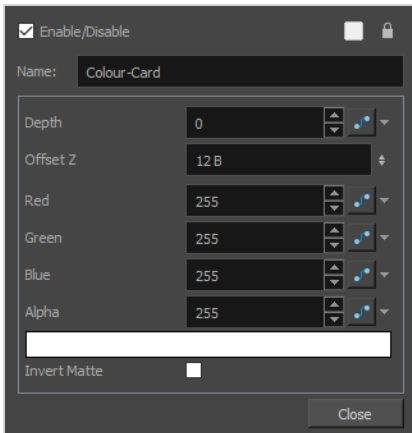 Enable/Disable
Name: Colour-Card
Depth 0
Offset Z 12 B
Red 255
Green 255
Blue 255
Alpha 255
Invert Matte
Close